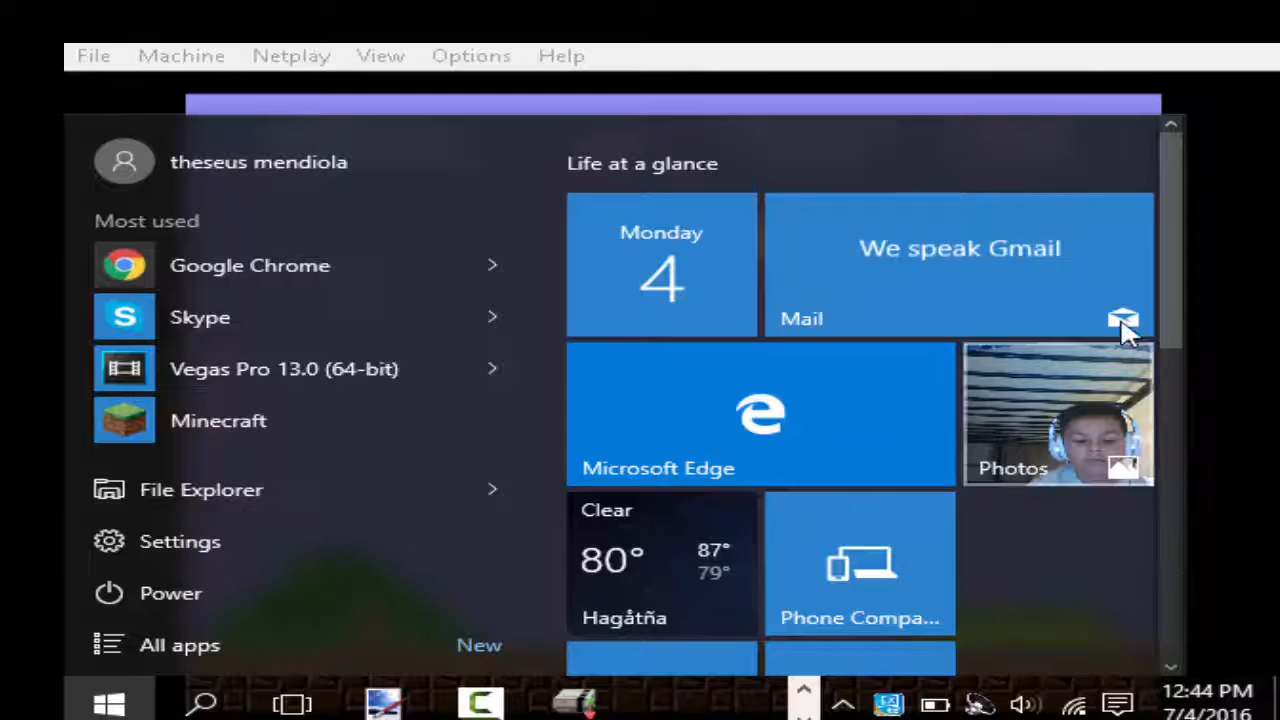 File Machine Netplay View Options Help
theseus mendiola
Most used
Google Chrome
Skype
Vegas Pro 13.0 (64-bit)
Minecraft
File Explorer
Settings
Power
All apps New
Life at a glance
Monday
4
We speak Gmail
Mail
Microsoft Edge
Photos
Clear
80° 87°
79°
Hagåtña
Phone Compa...
12:44 PM
7/4/2016